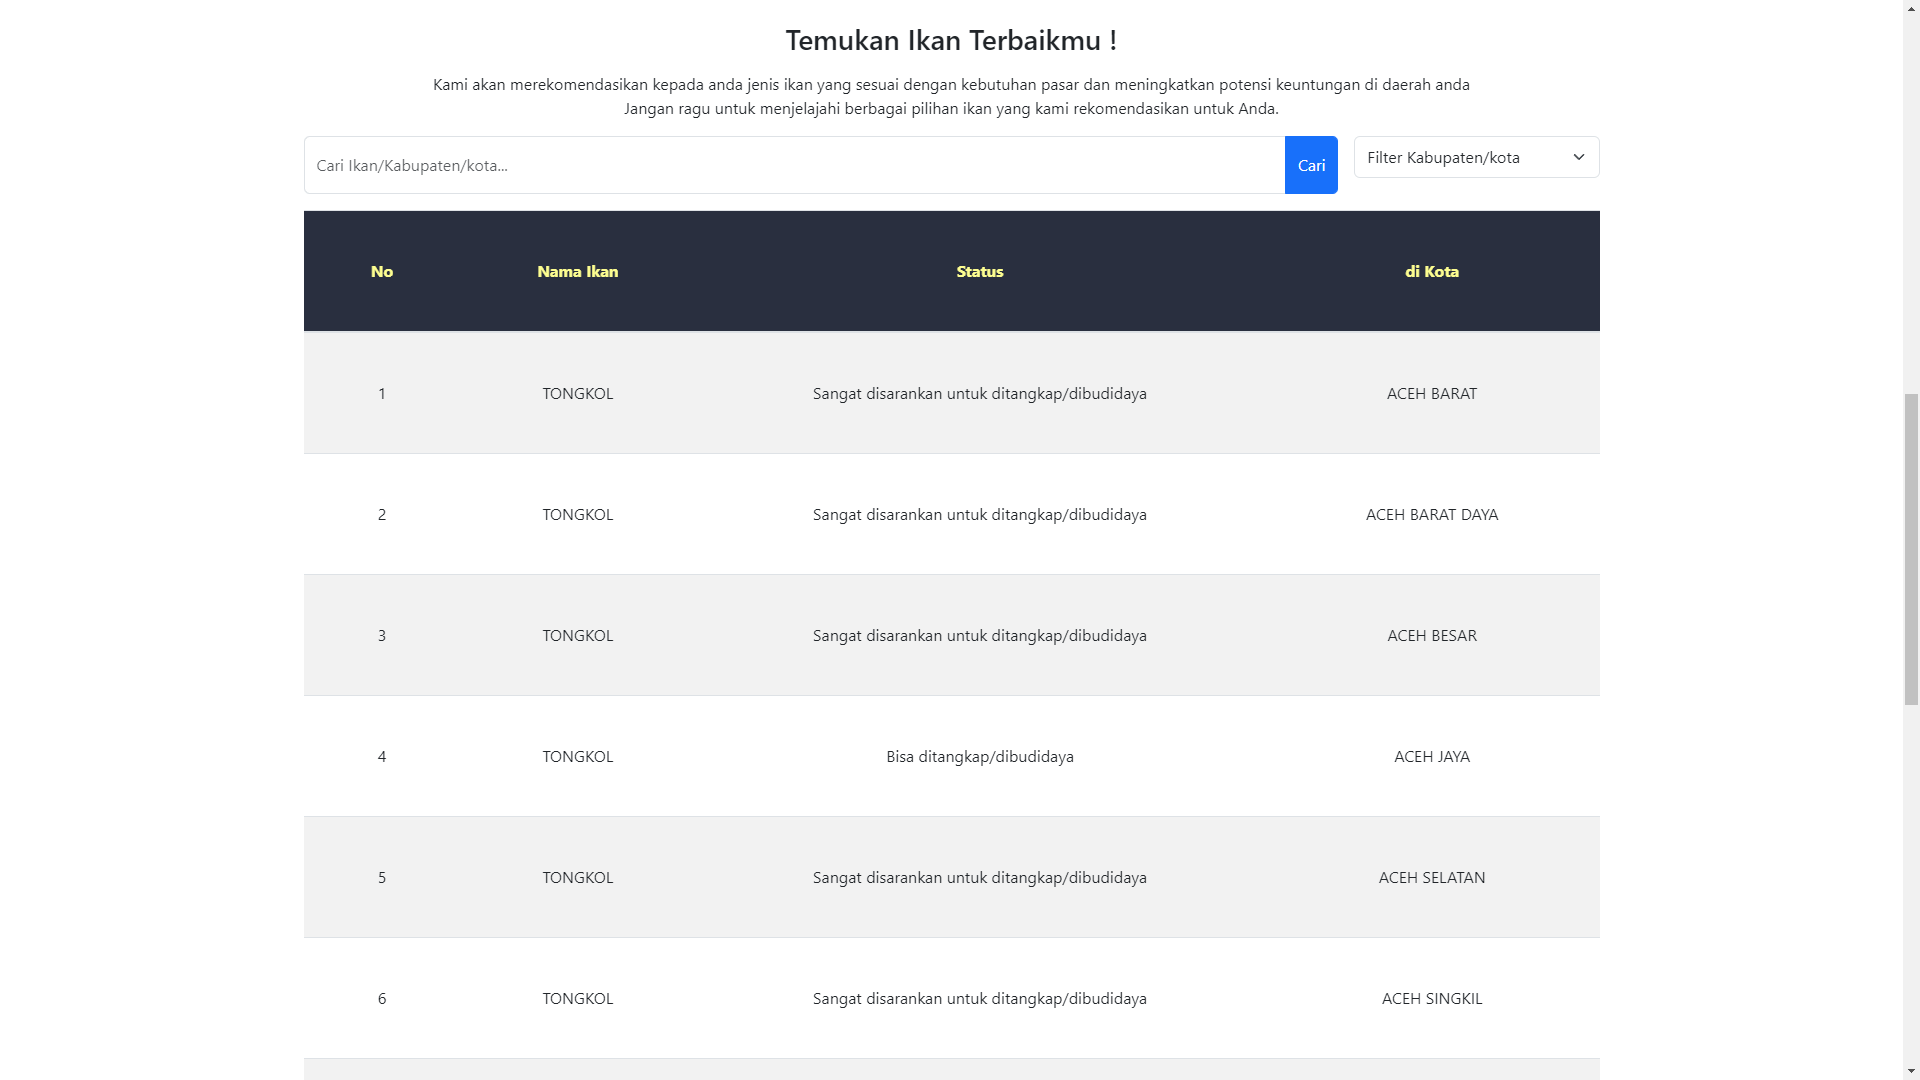 Temukan Ikan Terbaikmu !
Kami akan merekomendasikan kepada anda jenis ikan yang sesuai dengan kebutuhan pasar dan meningkatkan potensi keuntungan di daerah anda
Jangan ragu untuk menjelajahi berbagai pilihan ikan yang kami rekomendasikan untuk Anda.
Cari Ikan/Kabupaten/kota... Cari Filter Kabupaten/kota
No Nama Ikan Status di Kota
1 TONGKOL Sangat disarankan untuk ditangkap/dibudidaya ACEH BARAT
2 TONGKOL Sangat disarankan untuk ditangkap/dibudidaya ACEH BARAT DAYA
3 TONGKOL Sangat disarankan untuk ditangkap/dibudidaya ACEH BESAR
4 TONGKOL Bisa ditangkap/dibudidaya ACEH JAYA
5 TONGKOL Sangat disarankan untuk ditangkap/dibudidaya ACEH SELATAN
6 TONGKOL Sangat disarankan untuk ditangkap/dibudidaya ACEH SINGKIL